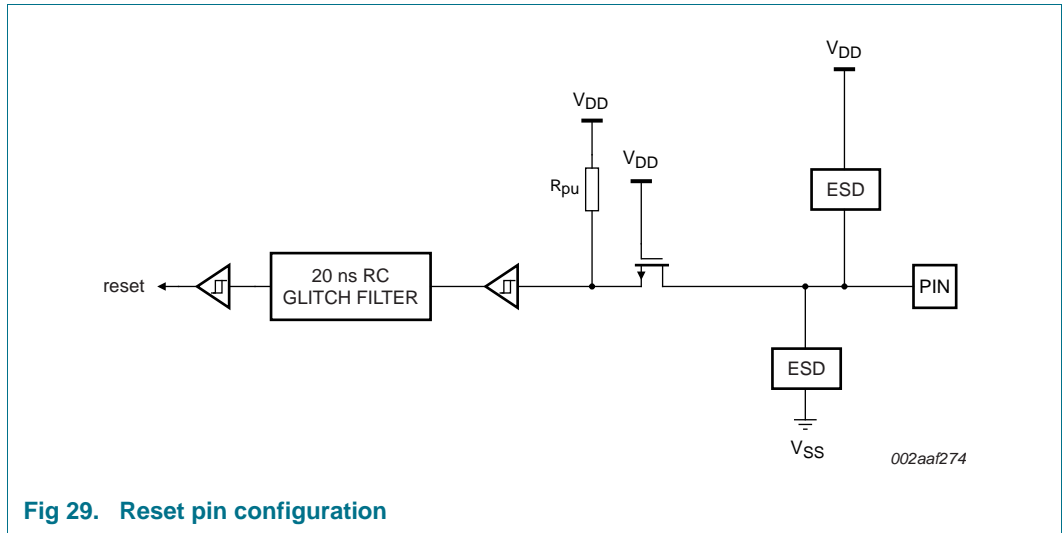 VDD
VDD
VDD
Rpu
ESD
reset
20 ns RC
GLITCH FILTER
PIN
ESD
VSS
002aaf274
Fig 29. Reset pin configuration